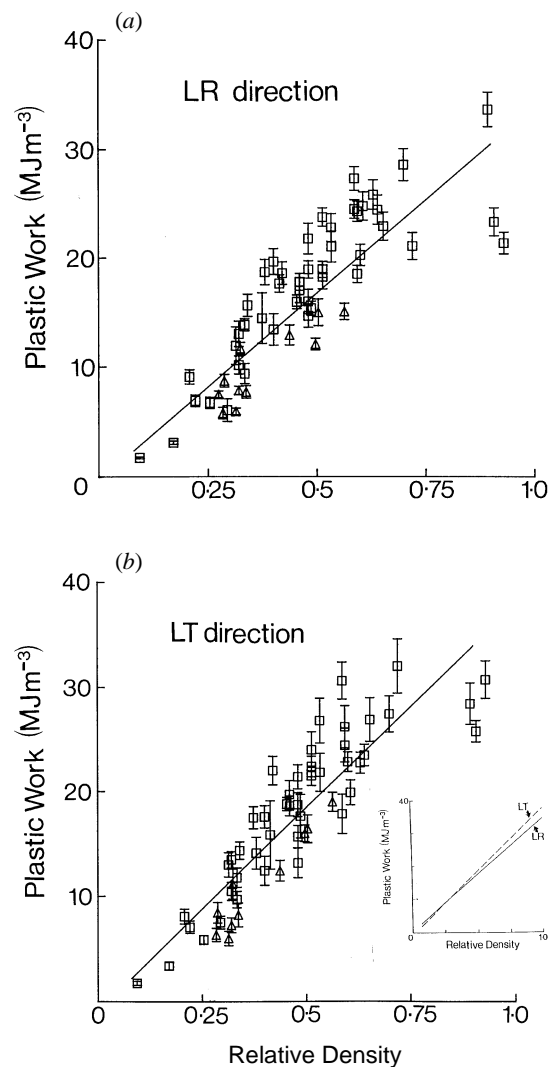 (a)
40
LR direction
30
20
10
0
0·25
0·5
0·75
1·0
Plastic Work (MJm⁻³)
(b)
40
LT direction
30
20
10
0
0
0·25
0·5
0·75
1·0
Plastic Work (MJm⁻³)
Relative Density
40
LT
LR
Plastic Work (MJm⁻³)
0
10
Relative Density